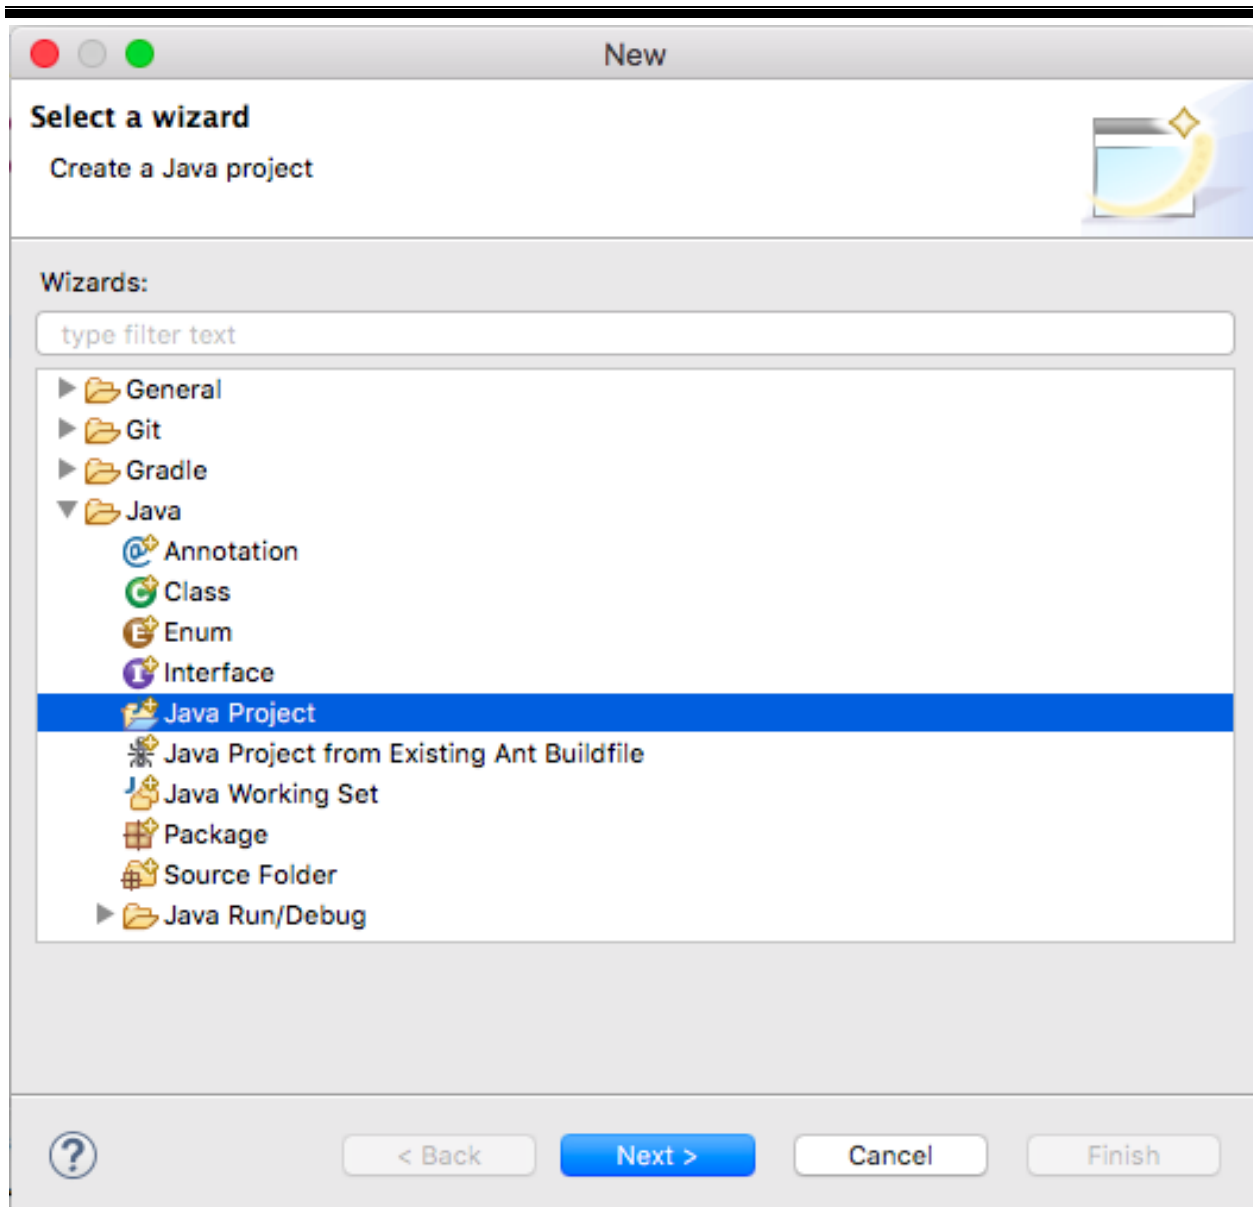 New
Select a wizard
Create a Java project
Wizards:
type filter text
General
Git
Gradle
Java
Annotation
Class
Enum
Interface
Java Project
Java Project from Existing Ant Buildfile
Java Working Set
Package
Source Folder
Java Run/Debug
? < Back Next > Cancel Finish